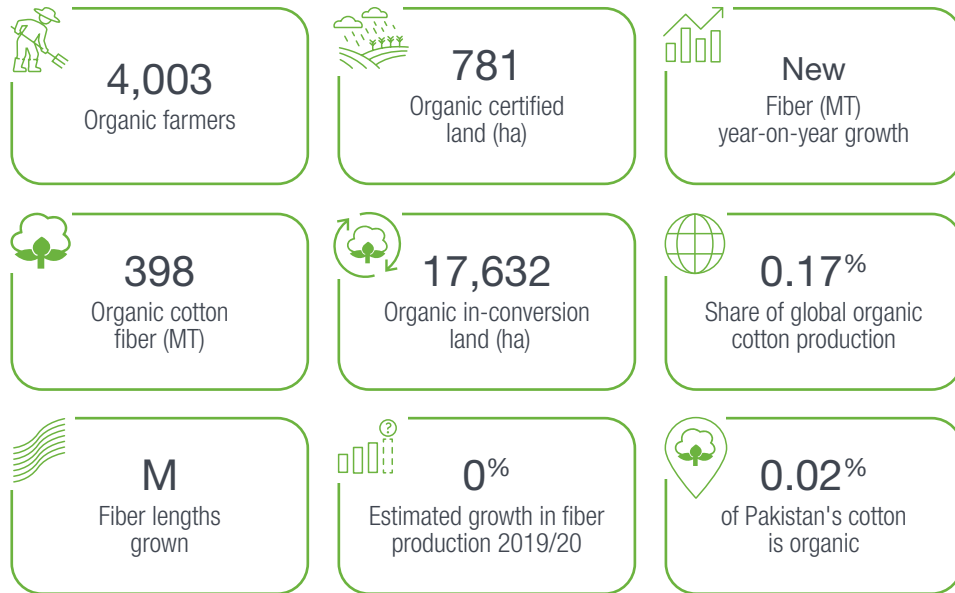 4,003
Organic farmers
781
Organic certified
land (ha)
New
Fiber (MT)
year-on-year growth
398
Organic cotton
fiber (MT)
17,632
Organic in-conversion
land (ha)
0.17%
Share of global organic
cotton production
M
Fiber lengths
grown
?
0%
Estimated growth in fiber
production 2019/20
0.02%
of Pakistan's cotton
is organic